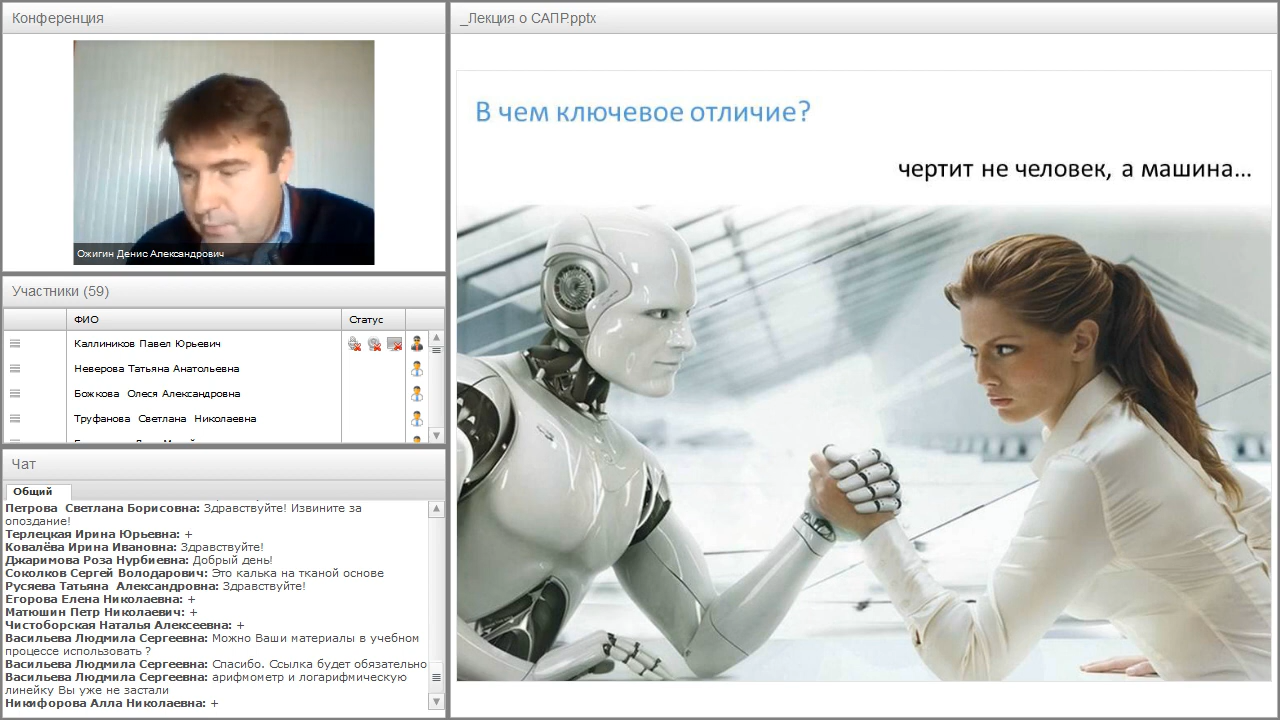 Конференция
Ожигин Денис Александрович
Участники (59)
ФИО
Статус
Каллиников Павел Юрьевич
Неверова Татьяна Анатольевна
Божкова Олеся Александровна
Труфанова Светлана Николаевна
Чат
Общий
Петрова Светлана Борисовна: Здравствуйте! Извините за
опоздание!
Терлецкая Ирина Юрьевна: +
Ковалёва Ирина Ивановна: Здравствуйте!
Джаримова Роза Нурбиевна: Добрый день!
Соколков Сергей Володарович: Это калька на тканой основе
Русяева Татьяна Александровна: Здравствуйте!
Егорова Елена Николаевна: +
Матюшин Петр Николаевич: +
Чистоборская Наталья Алексеевна: +
Васильева Людмила Сергеевна: Можно Ваши материалы в учебном
процессе использовать ?
Васильева Людмила Сергеевна: Спасибо. Ссылка будет обязательно
Васильева Людмила Сергеевна: арифмометр и логарифмическую
линейку Вы уже не застали
Никифорова Алла Николаевна: +
_Лекция о САПР.pptx
В чем ключевое отличие?
чертит не человек, а машина...